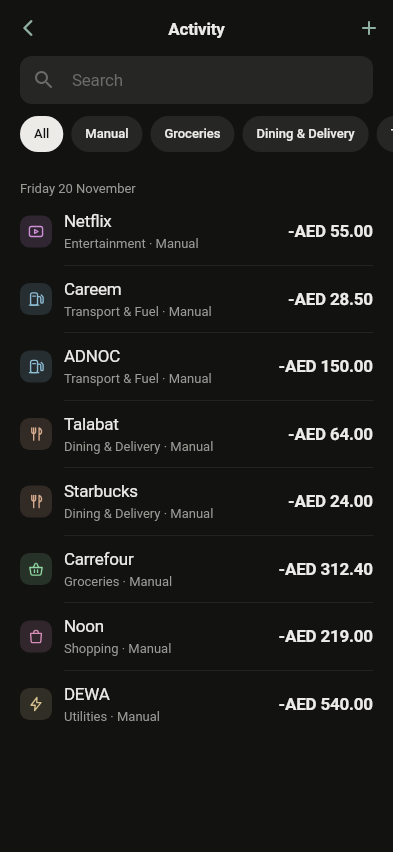 Activity
Search
All
Manual
Groceries
Dining & Delivery
Friday 20 November
Netflix
-AED 55.00
Entertainment · Manual
Careem
-AED 28.50
Transport & Fuel · Manual
ADNOC
-AED 150.00
Transport & Fuel · Manual
Talabat
-AED 64.00
Dining & Delivery · Manual
Starbucks
-AED 24.00
Dining & Delivery · Manual
Carrefour
-AED 312.40
Groceries · Manual
Noon
-AED 219.00
Shopping · Manual
DEWA
-AED 540.00
Utilities · Manual